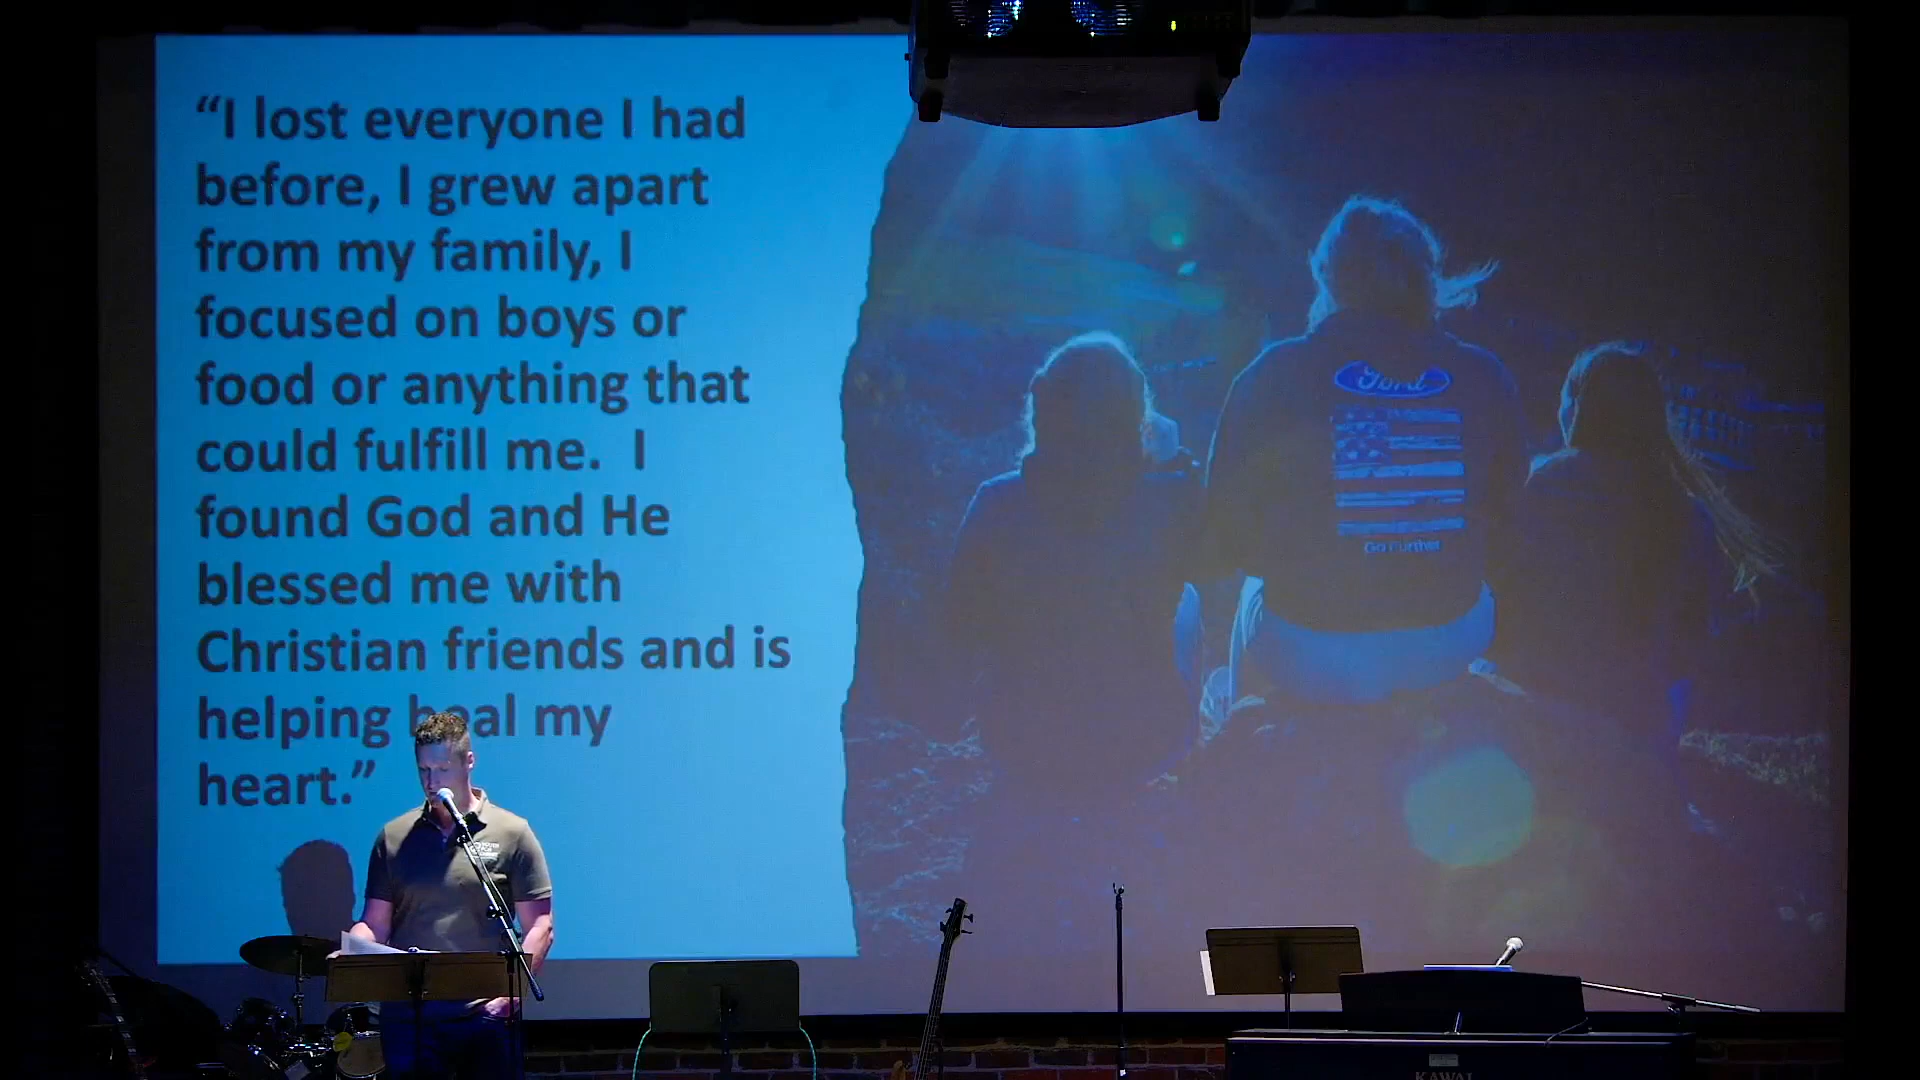 “I lost everyone I had
before, I grew apart
from my family, I
focused on boys or
food or anything that
could fulfill me.  I
found God and He
blessed me with
Christian friends and is
helping heal my
heart.”
Ford
Go Further
KAWAI